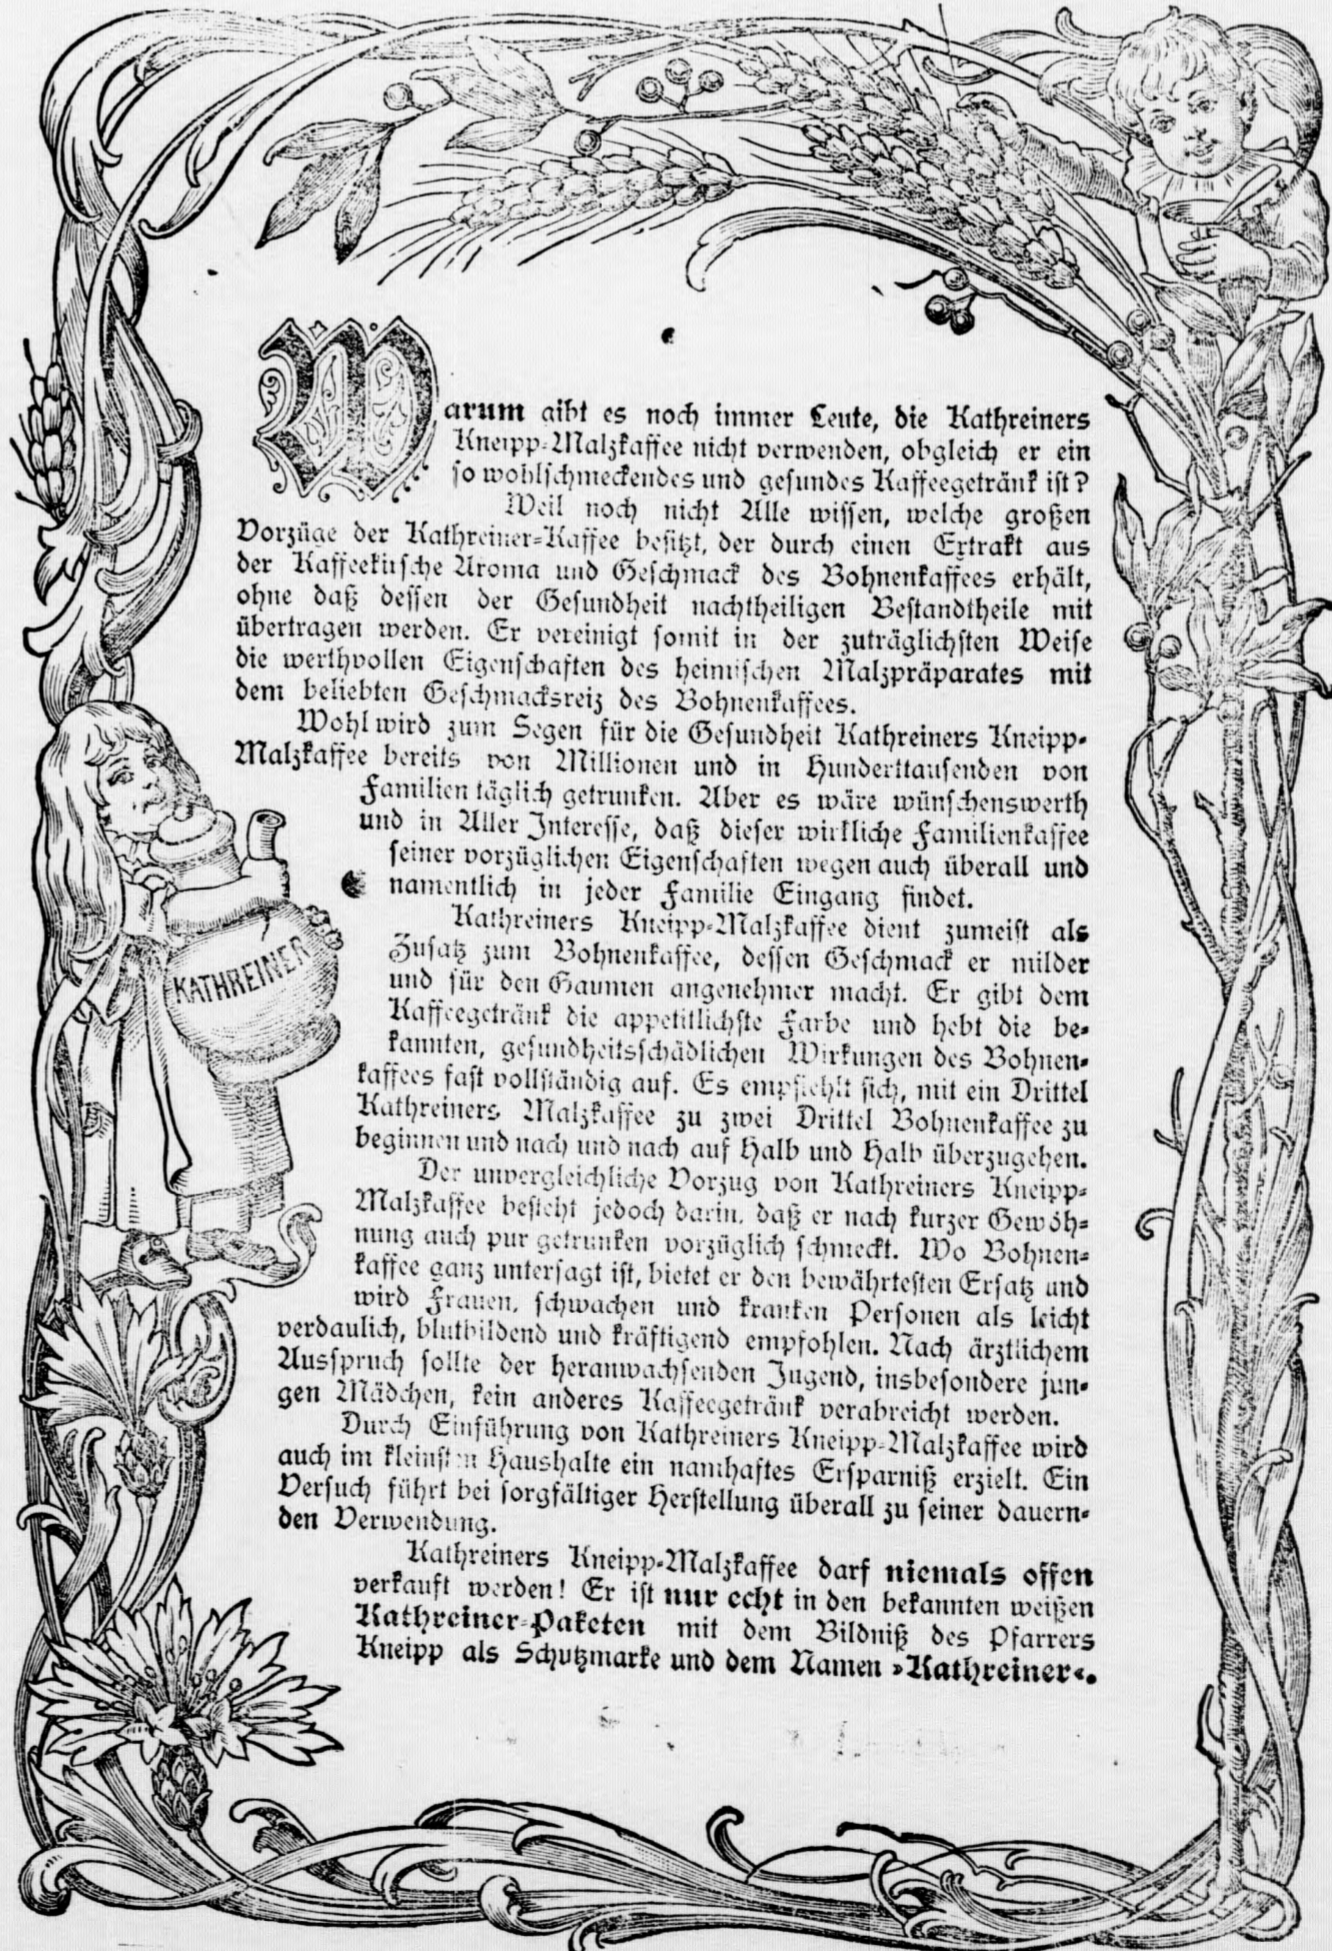 Warum gibt es noch immer Leute, die Kathreiners
Kneipp-Malzkaffee nicht verwenden, obgleich er ein
so wohlschmeckendes und gesundes Kaffeegetränk ist?
Weil noch nicht Alle wissen, welche großen
Vorzüge der Kathreiner-Kaffee besitzt, der durch einen Extrakt aus
der Kaffeekirsche Aroma und Geschmack des Bohnenkaffees erhält,
ohne daß dessen der Gesundheit nachtheiligen Bestandtheile mit
übertragen werden. Er vereinigt somit in der zuträglichsten Weise
die werthvollen Eigenschaften des heimischen Malzpräparates mit
dem beliebten Geschmacksreiz des Bohnenkaffees.
Wohl wird zum Segen für die Gesundheit Kathreiners Kneipp-
Malzkaffee bereits von Millionen und in Hunderttausenden von
Familien täglich getrunken. Aber es wäre wünschenswerth
und in Aller Interesse, daß dieser wirkliche Familienkaffee
seiner vorzüglichen Eigenschaften wegen auch überall und
namentlich in jeder Familie Eingang findet.
Kathreiners Kneipp-Malzkaffee dient zumeist als
Zusatz zum Bohnenkaffee, dessen Geschmack er milder
und für den Gaumen angenehmer macht. Er gibt dem
Kaffeegetränk die appetitlichste Farbe und hebt die be-
kannten, gesundheitsschädlichen Wirkungen des Bohnen-
kaffees fast vollständig auf. Es empfiehlt sich, mit ein Drittel
Kathreiners Malzkaffee zu zwei Drittel Bohnenkaffee zu
beginnen und nach und nach auf Halb und Halb überzugehen.
Der unvergleichliche Vorzug von Kathreiners Kneipp-
Malzkaffee besteht jedoch darin, daß er nach kurzer Gewöh-
nung auch pur getrunken vorzüglich schmeckt. Wo Bohnen-
kaffee ganz untersagt ist, bietet er den bewährtesten Ersatz und
wird Frauen, schwachen und kranken Personen als leicht
verdaulich, blutbildend und kräftigend empfohlen. Nach ärztlichem
Ausspruch sollte der heranwachsenden Jugend, insbesondere jun-
gen Mädchen, kein anderes Kaffeegetränk verabreicht werden.
Durch Einführung von Kathreiners Kneipp-Malzkaffee wird
auch im kleinsten Haushalte ein namhaftes Ersparniß erzielt. Ein
Versuch führt bei sorgfältiger Herstellung überall zu seiner dauern-
den Verwendung.
Kathreiners Kneipp-Malzkaffee darf niemals offen
verkauft werden! Er ist nur echt in den bekannten weißen
Kathreiner-Paketen mit dem Bildniß des Pfarrers
Kneipp als Schutzmarke und dem Namen »Kathreiner«.
KATHREINER